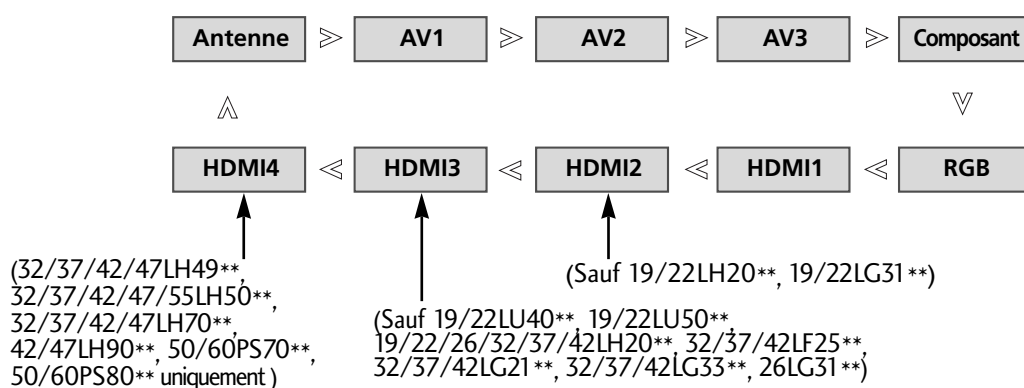 Antenne
AV1
AV2
AV3
Composant
HDMI4
HDMI3
HDMI2
HDMI1
RGB
(32/37/42/47LH49**,
32/37/42/47/55LH50**,
32/37/42/47LH70**,
42/47LH90**, 50/60PS70**,
50/60PS80** uniquement )
(Sauf 19/22LU40**, 19/22LU50**,
19/22/26/32/37/42LH20**, 32/37/42LF25**,
32/37/42LG21**, 32/37/42LG33**, 26LG31**)
(Sauf 19/22LH20**, 19/22LG31**)